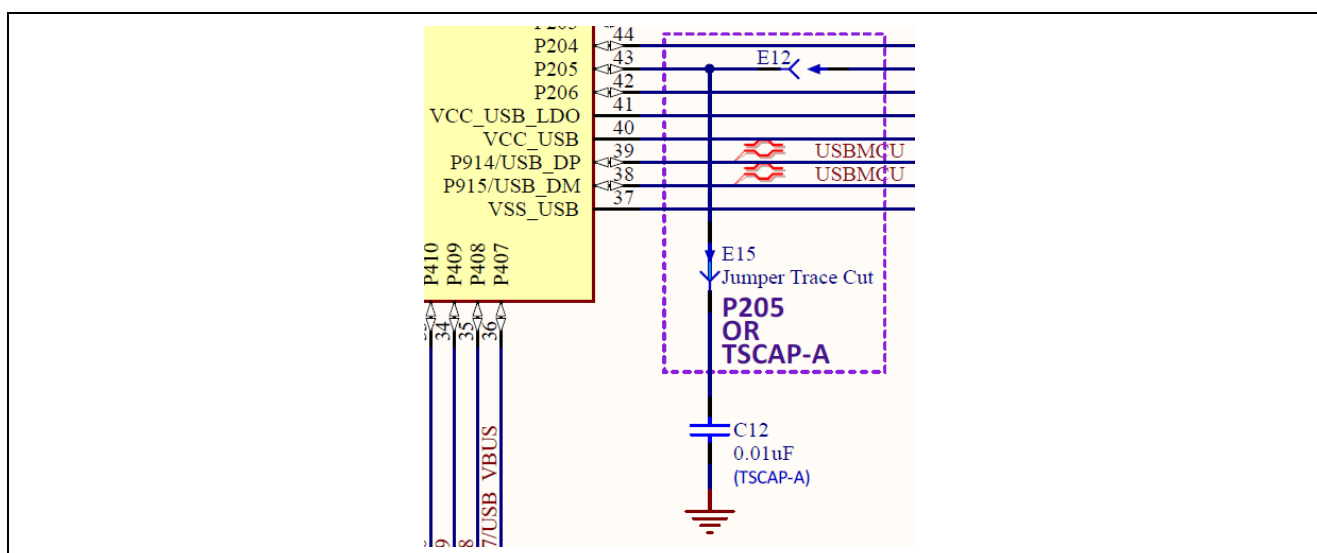 44
P204
43
P205
E12
42
P206
41
VCC_USB_LDO
40
VCC_USB
39
P914/USB_DP
USBMCU
38
P915/USB_DM
USBMCU
37
VSS_USB
P410
P409
P408
P407
E15
Jumper Trace Cut
P205
OR
TSCAP-A
34
35
36
C12
0.01uF
(TSCAP-A)
7/USB_VBUS